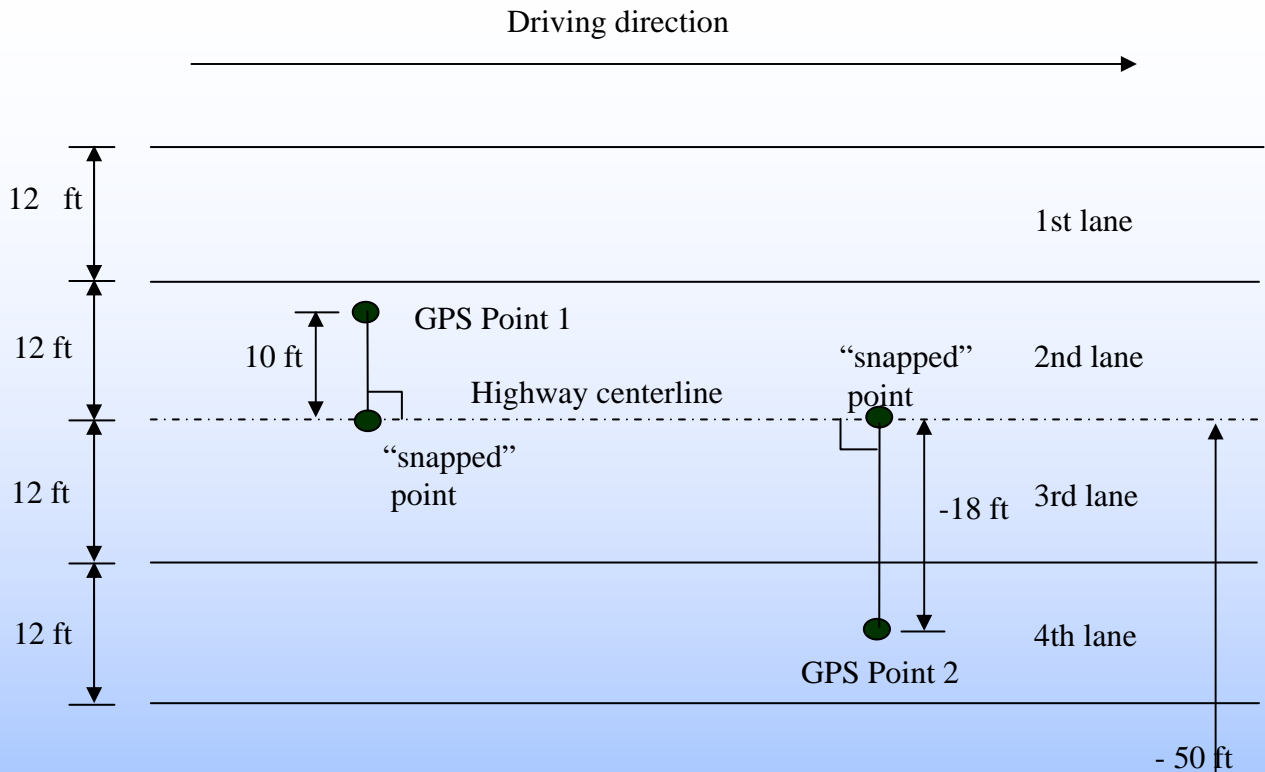 Driving direction
12 ft
1st lane
GPS Point 1
12 ft
10 ft
“snapped”
point
2nd lane
Highway centerline
“snapped”
point
12 ft
-18 ft
3rd lane
12 ft
4th lane
GPS Point 2
- 50 ft